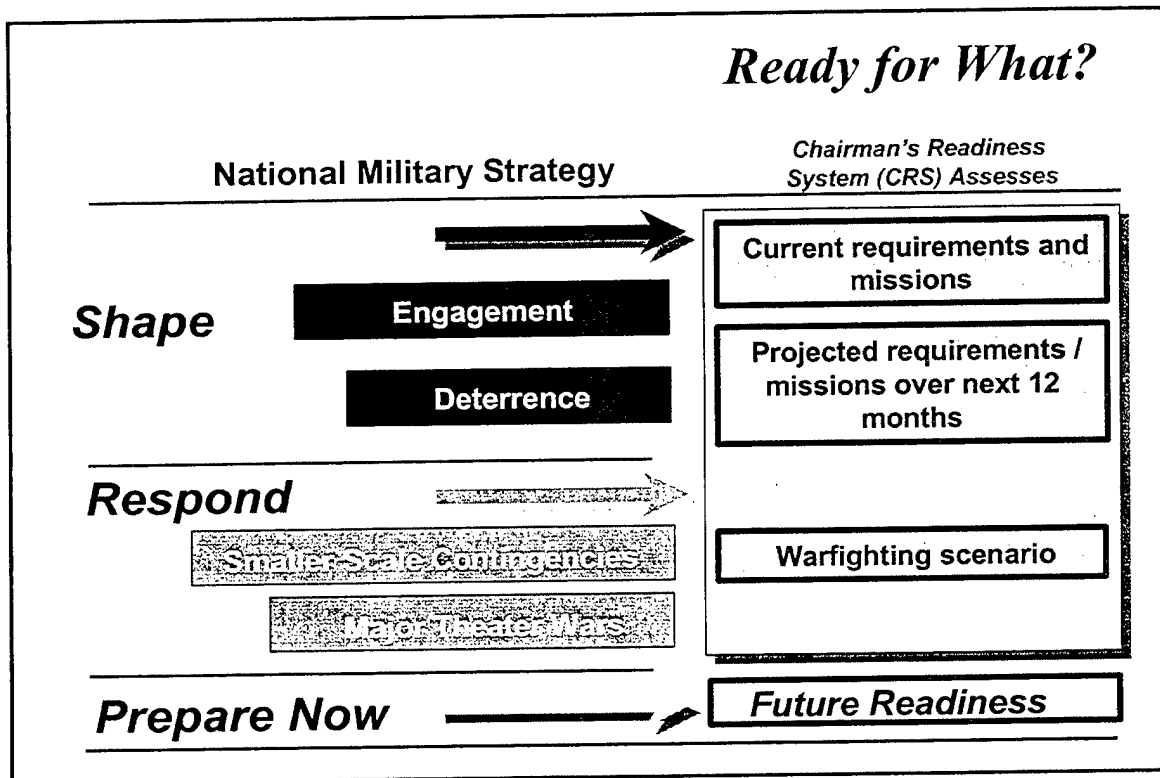 Ready for What?
National Military Strategy
Chairman's Readiness
System (CRS) Assesses
Shape
Engagement
Deterrence
Current requirements and
missions
Projected requirements /
missions over next 12
months
Respond
Smaller-Scale Contingencies
Major Theater Wars
Warfighting scenario
Prepare Now
Future Readiness